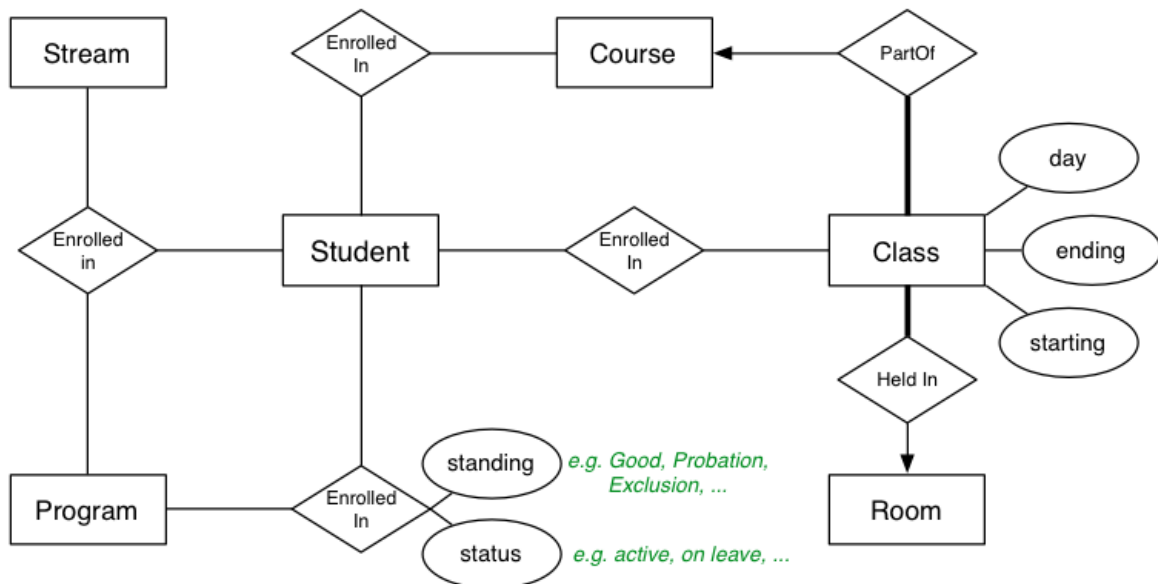 Stream
Enrolled
In
Course
PartOf
day
Enrolled
in
Student
Enrolled
In
Class
ending
starting
Held In
Program
Enrolled
In
standing
e.g. Good, Probation,
Exclusion, ...
status
e.g. active, on leave, ...
Room